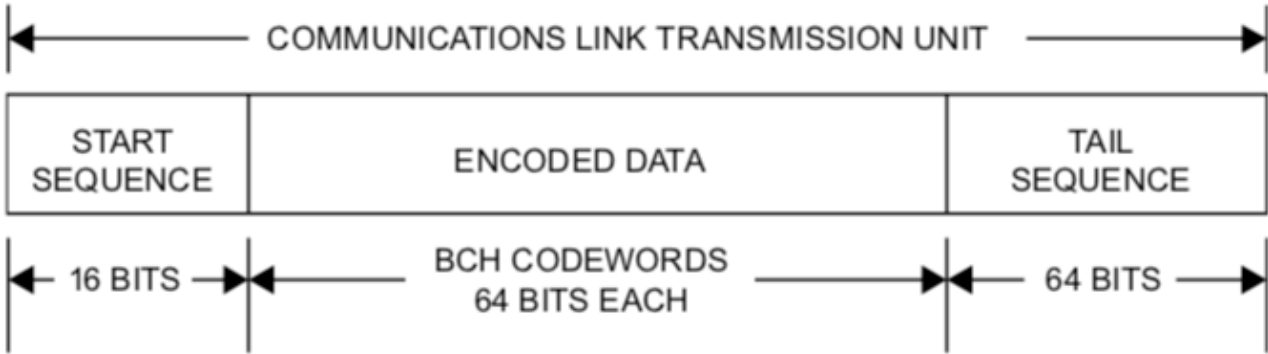 COMMUNICATIONS LINK TRANSMISSION UNIT
START
SEQUENCE
ENCODED DATA
TAIL
SEQUENCE
16 BITS
BCH CODEWORDS
64 BITS EACH
64 BITS